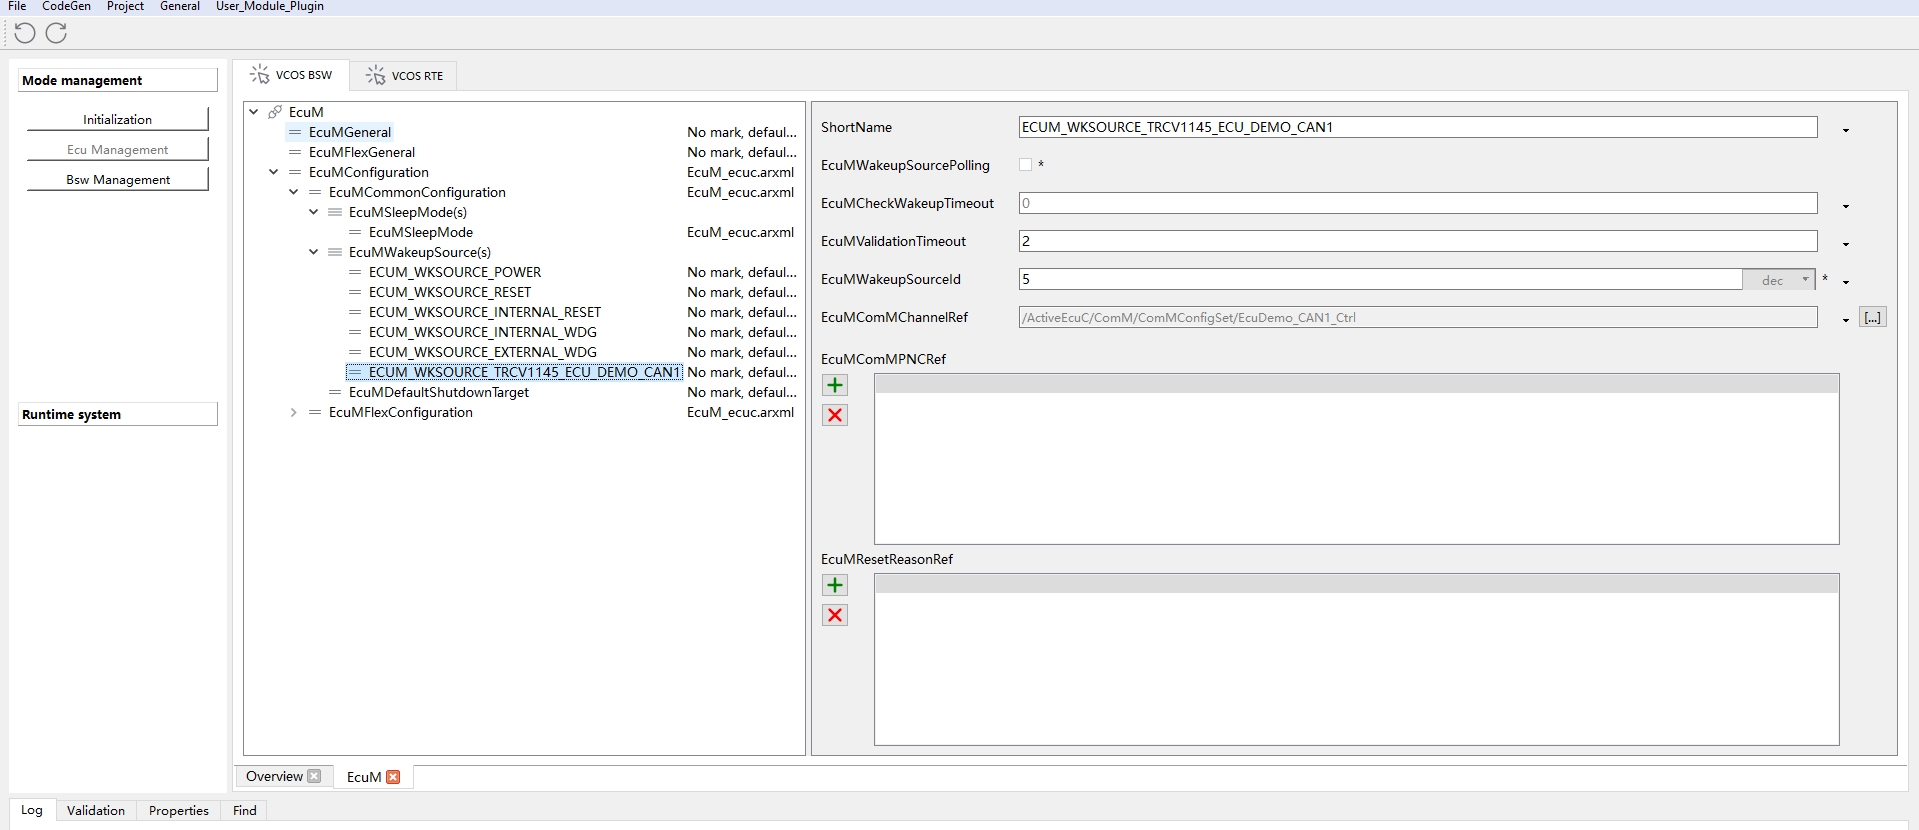 File CodeGen Project General User_Module_Plugin
Mode management
Initialization
Ecu Management
Bsw Management
Runtime system
VCOS BSW VCOS RTE
EcuM
EcuMGeneral No mark, defaul...
EcuMFlexGeneral No mark, defaul...
EcuMConfiguration EcuM_ecuc.arxml
EcuMCommonConfiguration EcuM_ecuc.arxml
EcuMSleepMode(s)
EcuMSleepMode EcuM_ecuc.arxml
EcuMWakeupSource(s)
ECUM_WKSOURCE_POWER No mark, defaul...
ECUM_WKSOURCE_RESET No mark, defaul...
ECUM_WKSOURCE_INTERNAL_RESET No mark, defaul...
ECUM_WKSOURCE_INTERNAL_WDG No mark, defaul...
ECUM_WKSOURCE_EXTERNAL_WDG No mark, defaul...
ECUM_WKSOURCE_TRCV1145_ECU_DEMO_CAN1 No mark, defaul...
EcuMDefaultShutdownTarget No mark, defaul...
EcuMFlexConfiguration EcuM_ecuc.arxml
ShortName ECUM_WKSOURCE_TRCV1145_ECU_DEMO_CAN1
EcuMWakeupSourcePolling *
EcuMCheckWakeupTimeout 0
EcuMValidationTimeout 2
EcuMWakeupSourceId 5 dec *
EcuMComMChannelRef /ActiveEcuC/ComM/ComMConfigSet/EcuDemo_CAN1_Ctrl [...]
EcuMComMPNCRef
EcuMResetReasonRef
Overview EcuM
Log Validation Properties Find